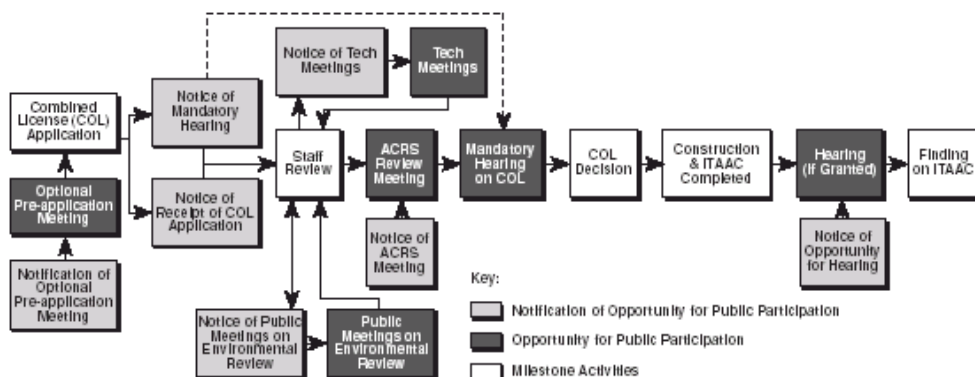 Notice of Tech
Meetings
Tech
Meetings
Combined
License (COL)
Application
Notice of
Mandatory
Hearing
Staff
Review
ACRS
Review
Meeting
Mandatory
Hearing
on COL
COL
Decision
Construction
& ITAAC
Completed
Hearing
(If Granted)
Finding
on ITAAC
Optional
Pre-application
Meeting
Notice of
Receipt of COL
Application
Notice of
ACRS
Meeting
Notice of
Opportunity
for Hearing
Notification of
Optional
Pre-application
Meeting
Notice of Public
Meetings on
Environmental
Review
Public
Meetings on
Environmental
Review
Key:
Notification of Opportunity for Public Participation
Opportunity for Public Participation
Milestone Activities